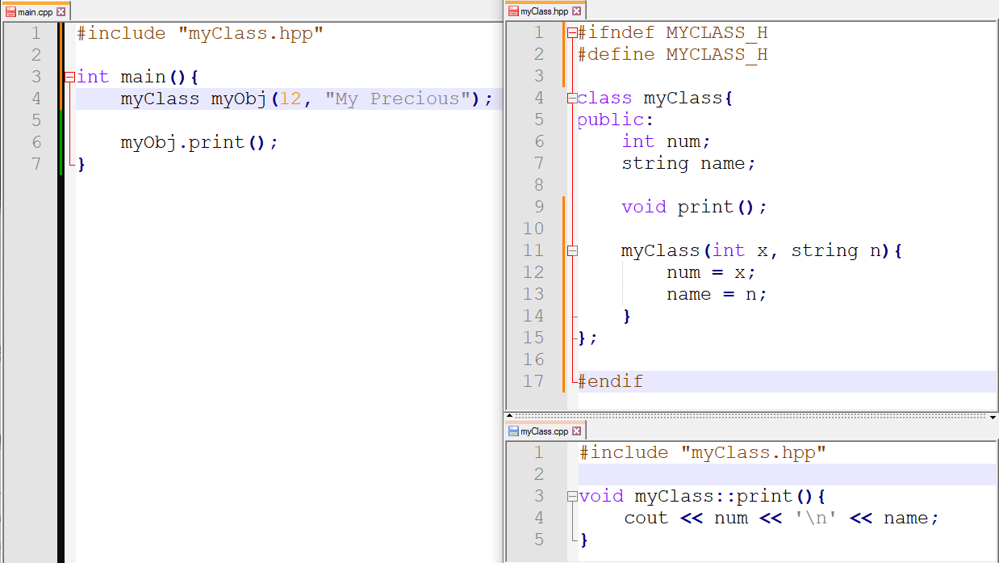 main.cpp
1 #include "myClass.hpp"
2
3 int main(){
4 myClass myObj(12, "My Precious");
5
6 myObj.print();
7 }
myClass.hpp
1 #ifndef MYCLASS_H
2 #define MYCLASS_H
3
4 class myClass{
5 public:
6 int num;
7 string name;
8
9 void print();
10
11 myClass(int x, string n){
12 num = x;
13 name = n;
14 }
15 };
16
17 #endif
myClass.cpp
1 #include "myClass.hpp"
2
3 void myClass::print(){
4 cout << num << '\n' << name;
5 }